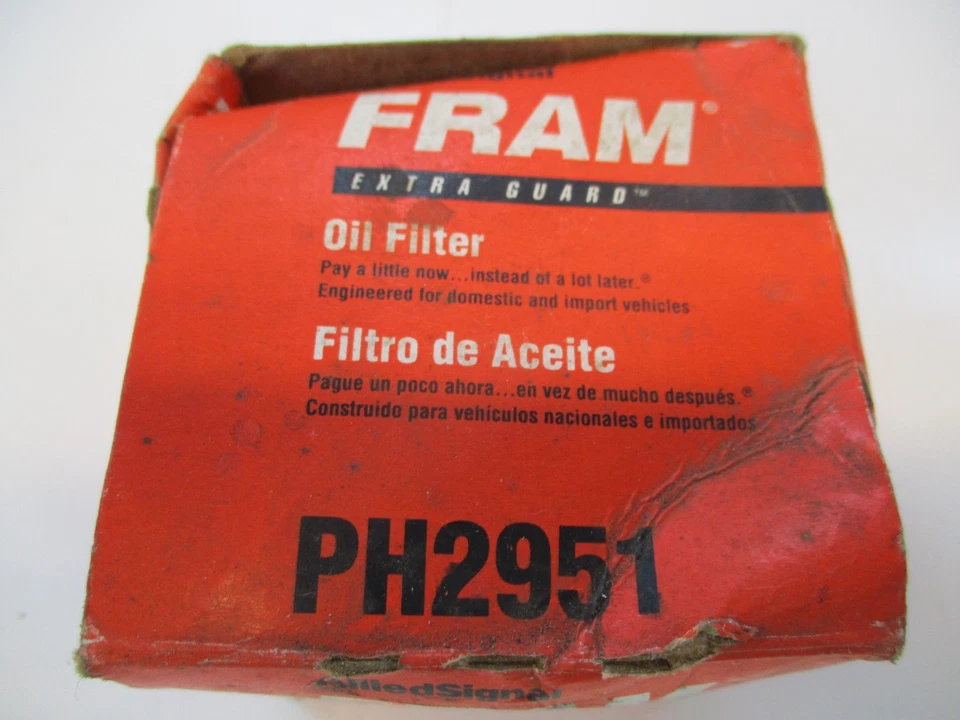 FRAM®
EXTRA GUARD™
Oil Filter
Pay a little now...instead of a lot later.®
Engineered for domestic and import vehicles
Filtro de Aceite
Pague un poco ahora...en vez de mucho después.®
Construido para vehículos nacionales e importados
PH2951
AlliedSignal